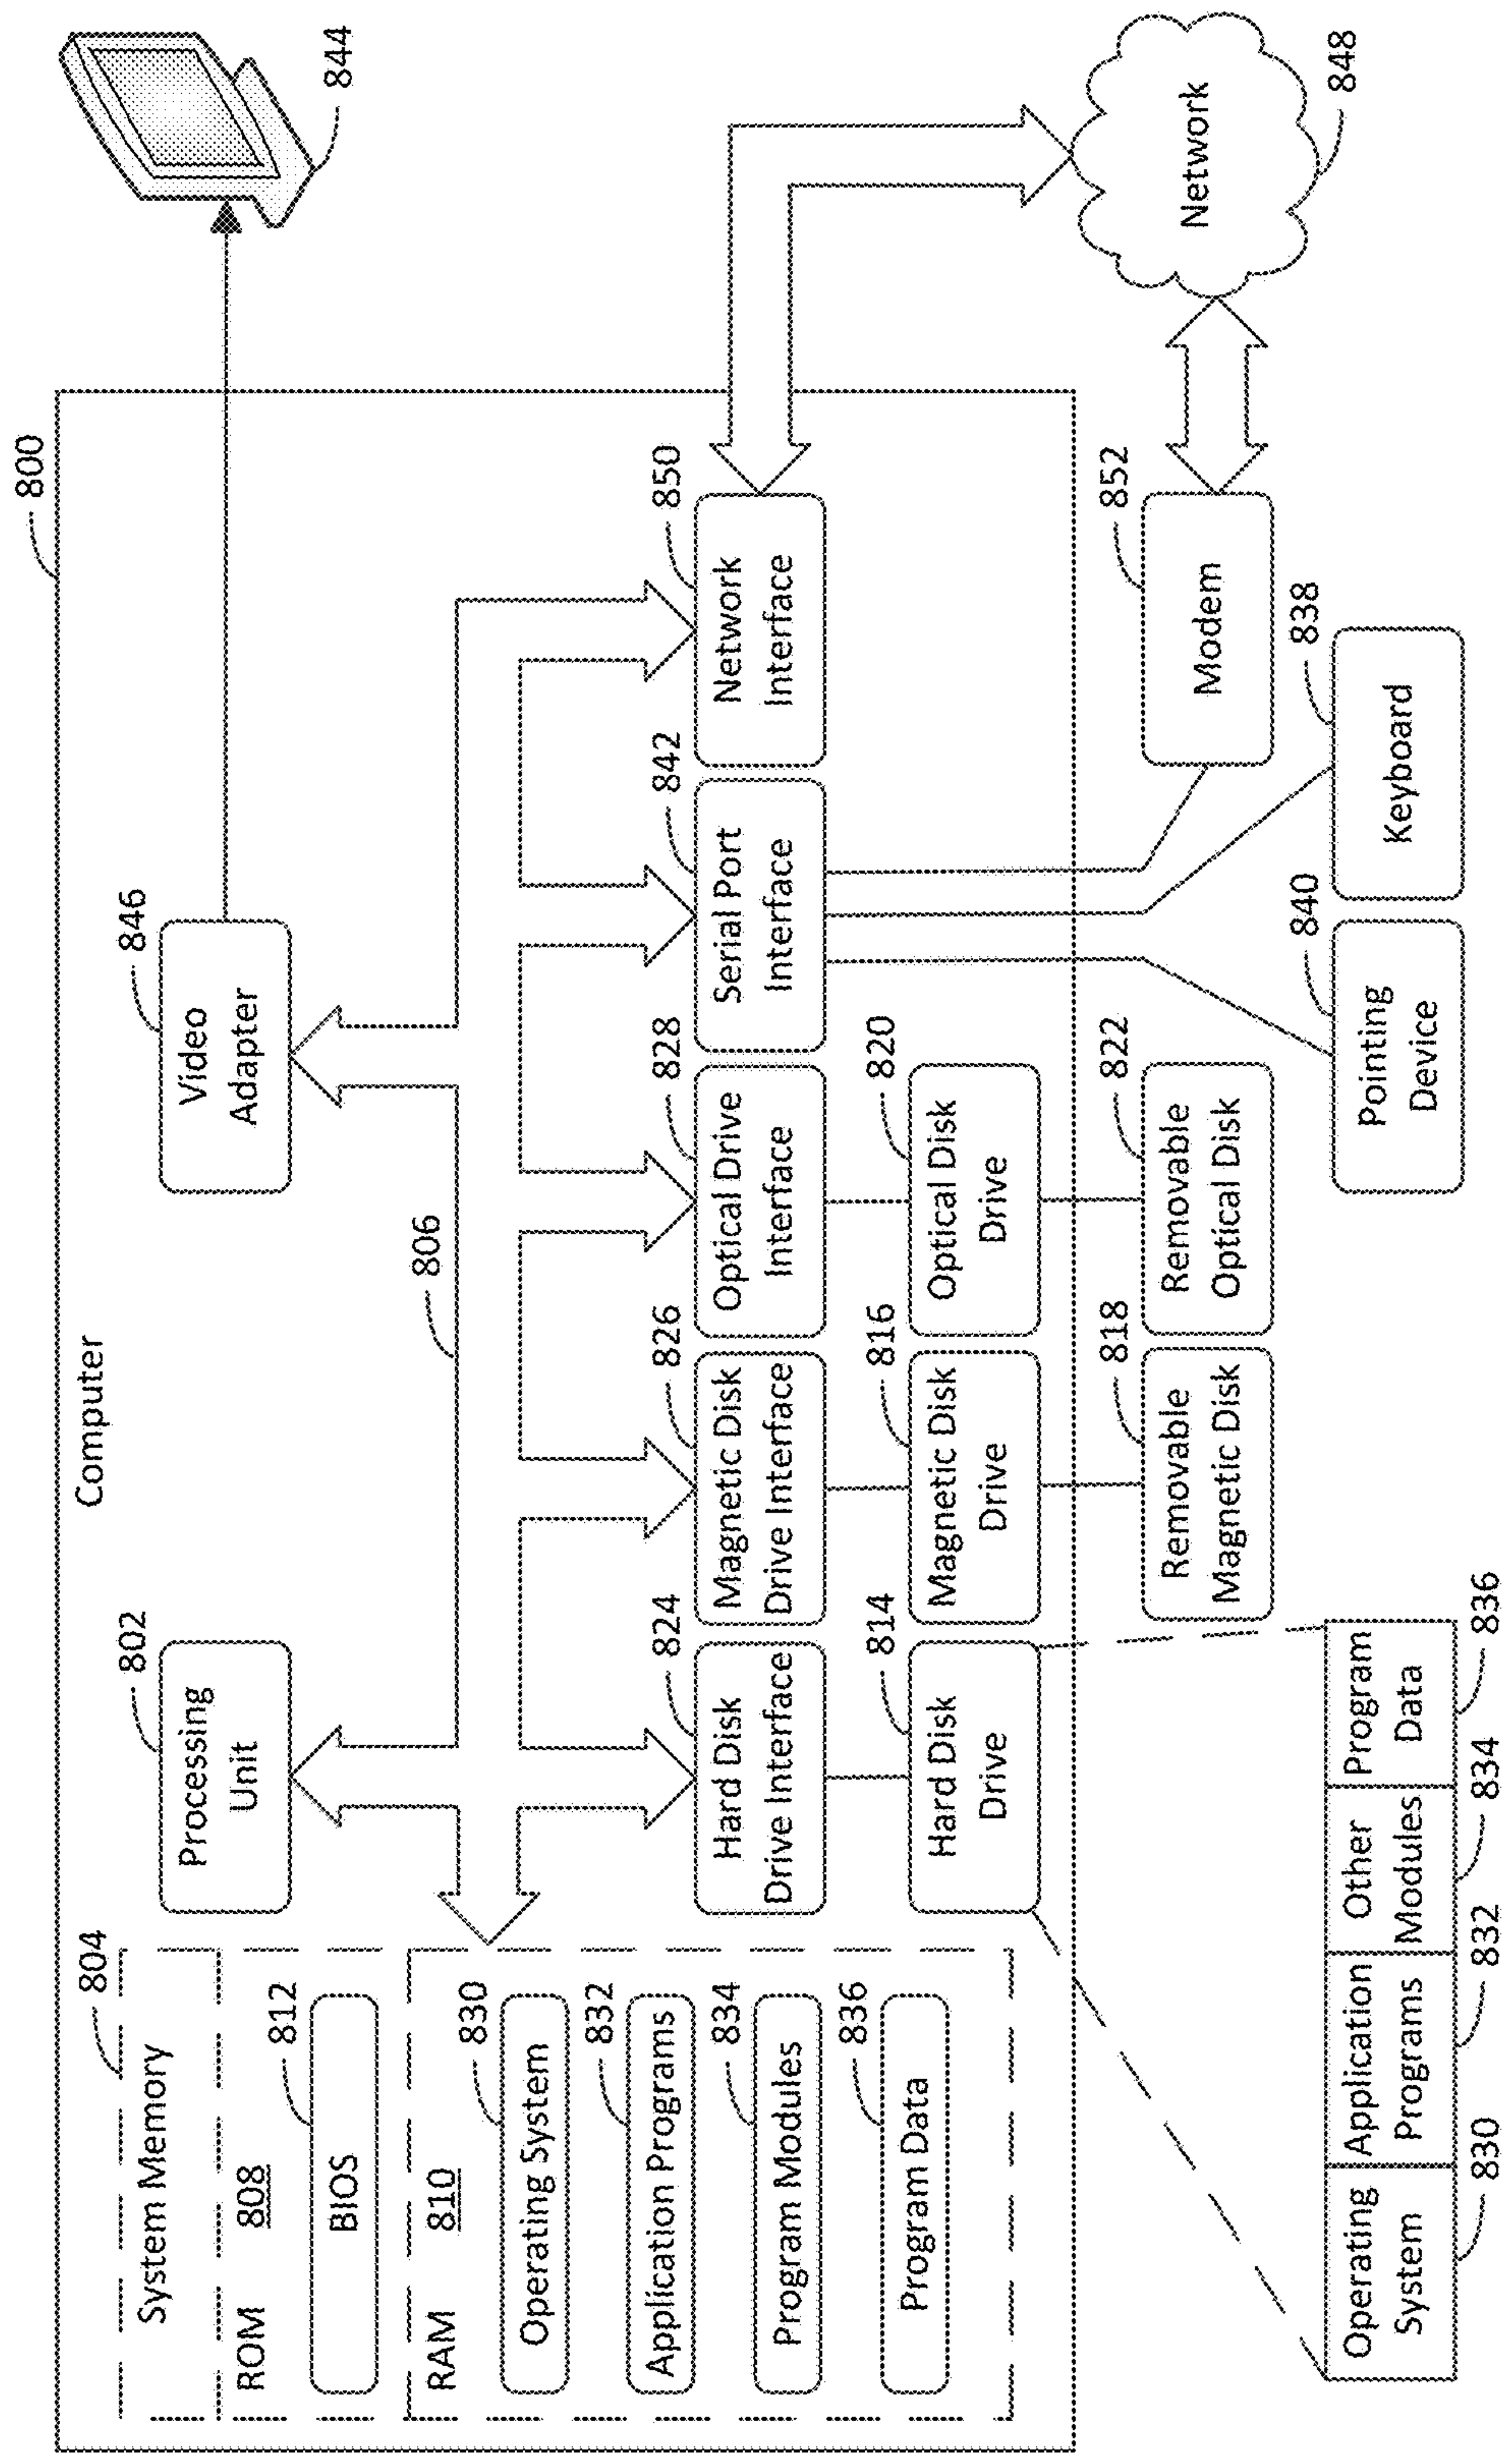 800
Computer
804
System Memory
ROM 808
812
BIOS
RAM 810
830
Operating System
832
Application Programs
834
Program Modules
836
Program Data
802
Processing
Unit
846
Video
Adapter
844
806
824
Hard Disk
Drive Interface
826
Magnetic Disk
Drive Interface
828
Optical Drive
Interface
842
Serial Port
Interface
850
Network
Interface
814
Hard Disk
Drive
816
Magnetic Disk
Drive
820
Optical Disk
Drive
818
Removable
Magnetic Disk
822
Removable
Optical Disk
852
Modem
Network
848
840
Pointing
Device
838
Keyboard
Operating
System
Application
Programs
Other
Modules
Program
Data
830
832
834
836